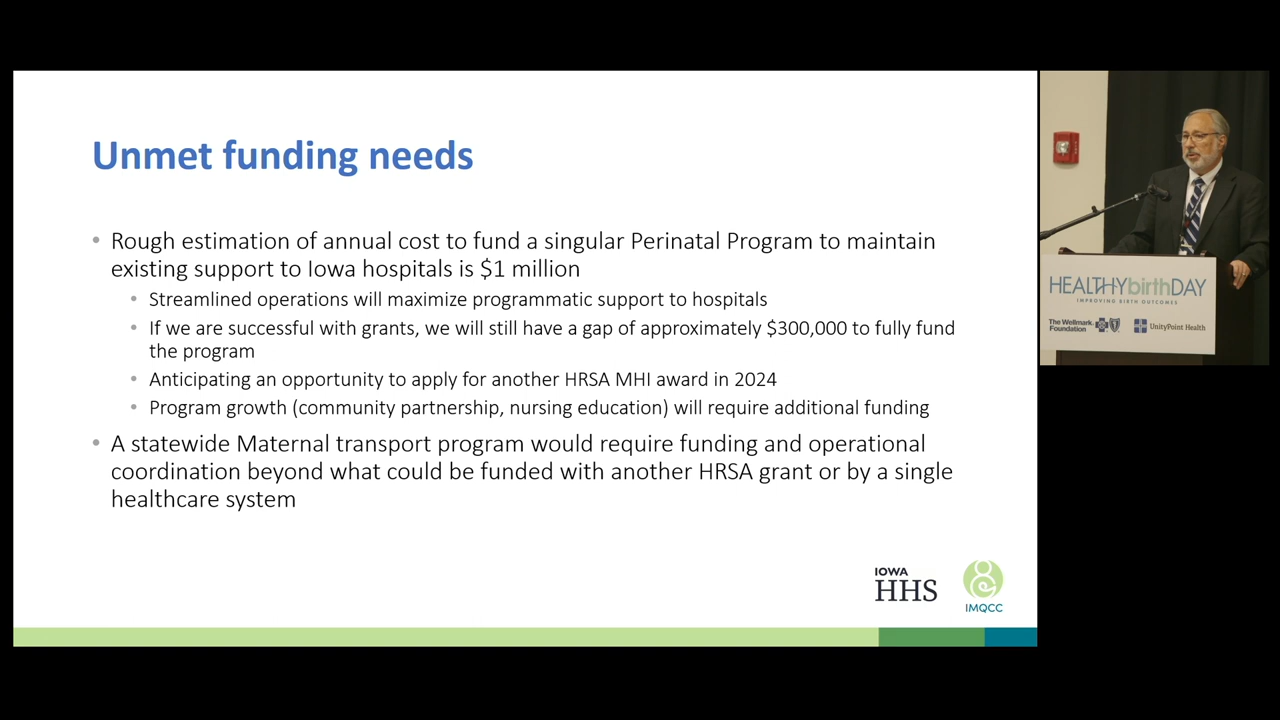 Unmet funding needs
• Rough estimation of annual cost to fund a singular Perinatal Program to maintain
existing support to Iowa hospitals is $1 million
• Streamlined operations will maximize programmatic support to hospitals
• If we are successful with grants, we will still have a gap of approximately $300,000 to fully fund
the program
• Anticipating an opportunity to apply for another HRSA MHI award in 2024
• Program growth (community partnership, nursing education) will require additional funding
• A statewide Maternal transport program would require funding and operational
coordination beyond what could be funded with another HRSA grant or by a single
healthcare system
IOWA
HHS
IMQCC
HEALTHYbirthDAY
IMPROVING BIRTH OUTCOMES
The Wellmark
Foundation
UnityPoint Health